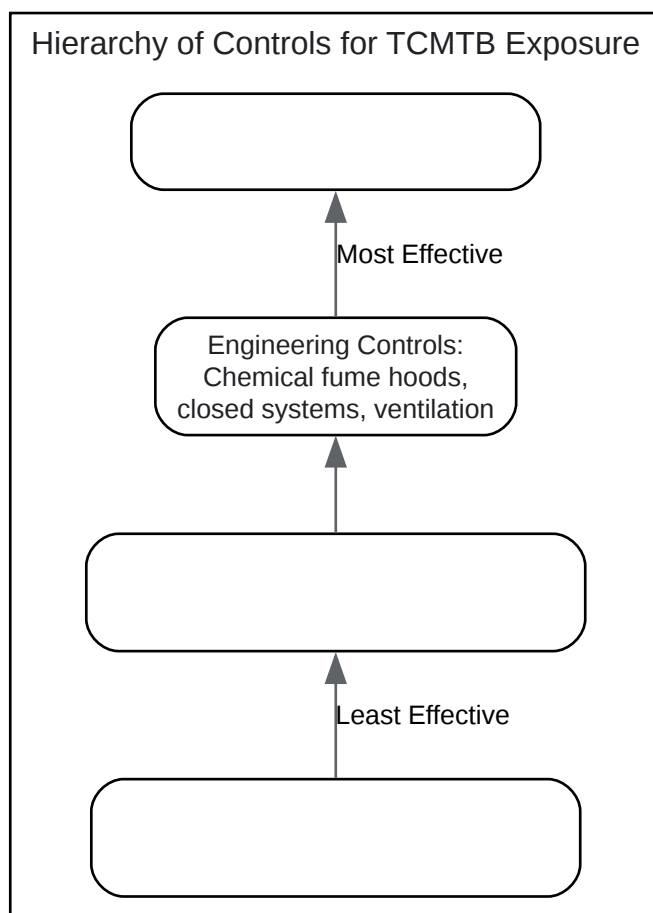 Hierarchy of Controls for TCMTB Exposure
Most Effective
Engineering Controls:
Chemical fume hoods,
closed systems, ventilation
Least Effective